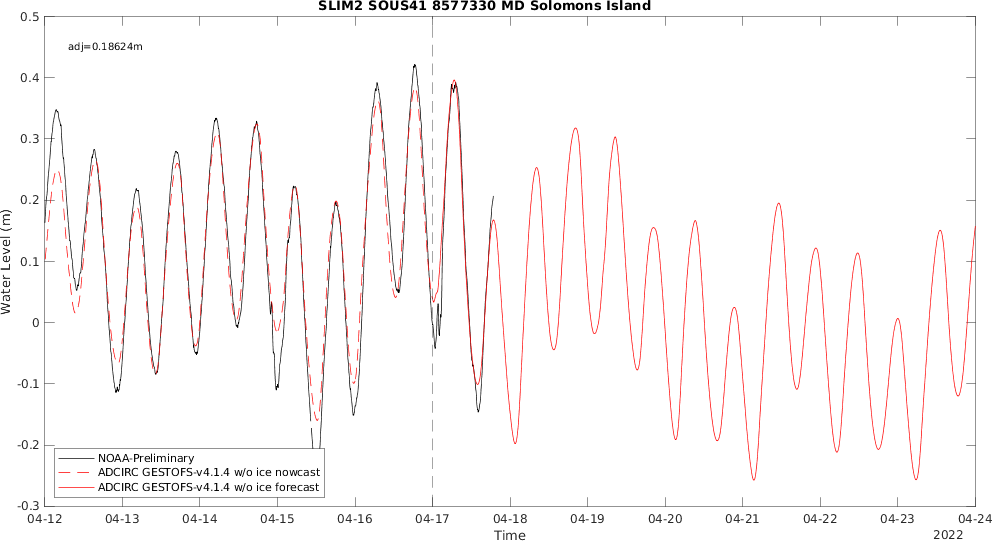 SLIM2 SOUS41 8577330 MD Solomons Island
adj=0.18624m
0.5
0.4
0.3
0.2
0.1
0
-0.1
-0.2
-0.3
Water Level (m)
NOAA-Preliminary
ADCIRC GESTOFS-v4.1.4 w/o ice nowcast
ADCIRC GESTOFS-v4.1.4 w/o ice forecast
04-12 04-13 04-14 04-15 04-16 04-17 04-18 04-19 04-20 04-21 04-22 04-23 04-24
Time
2022